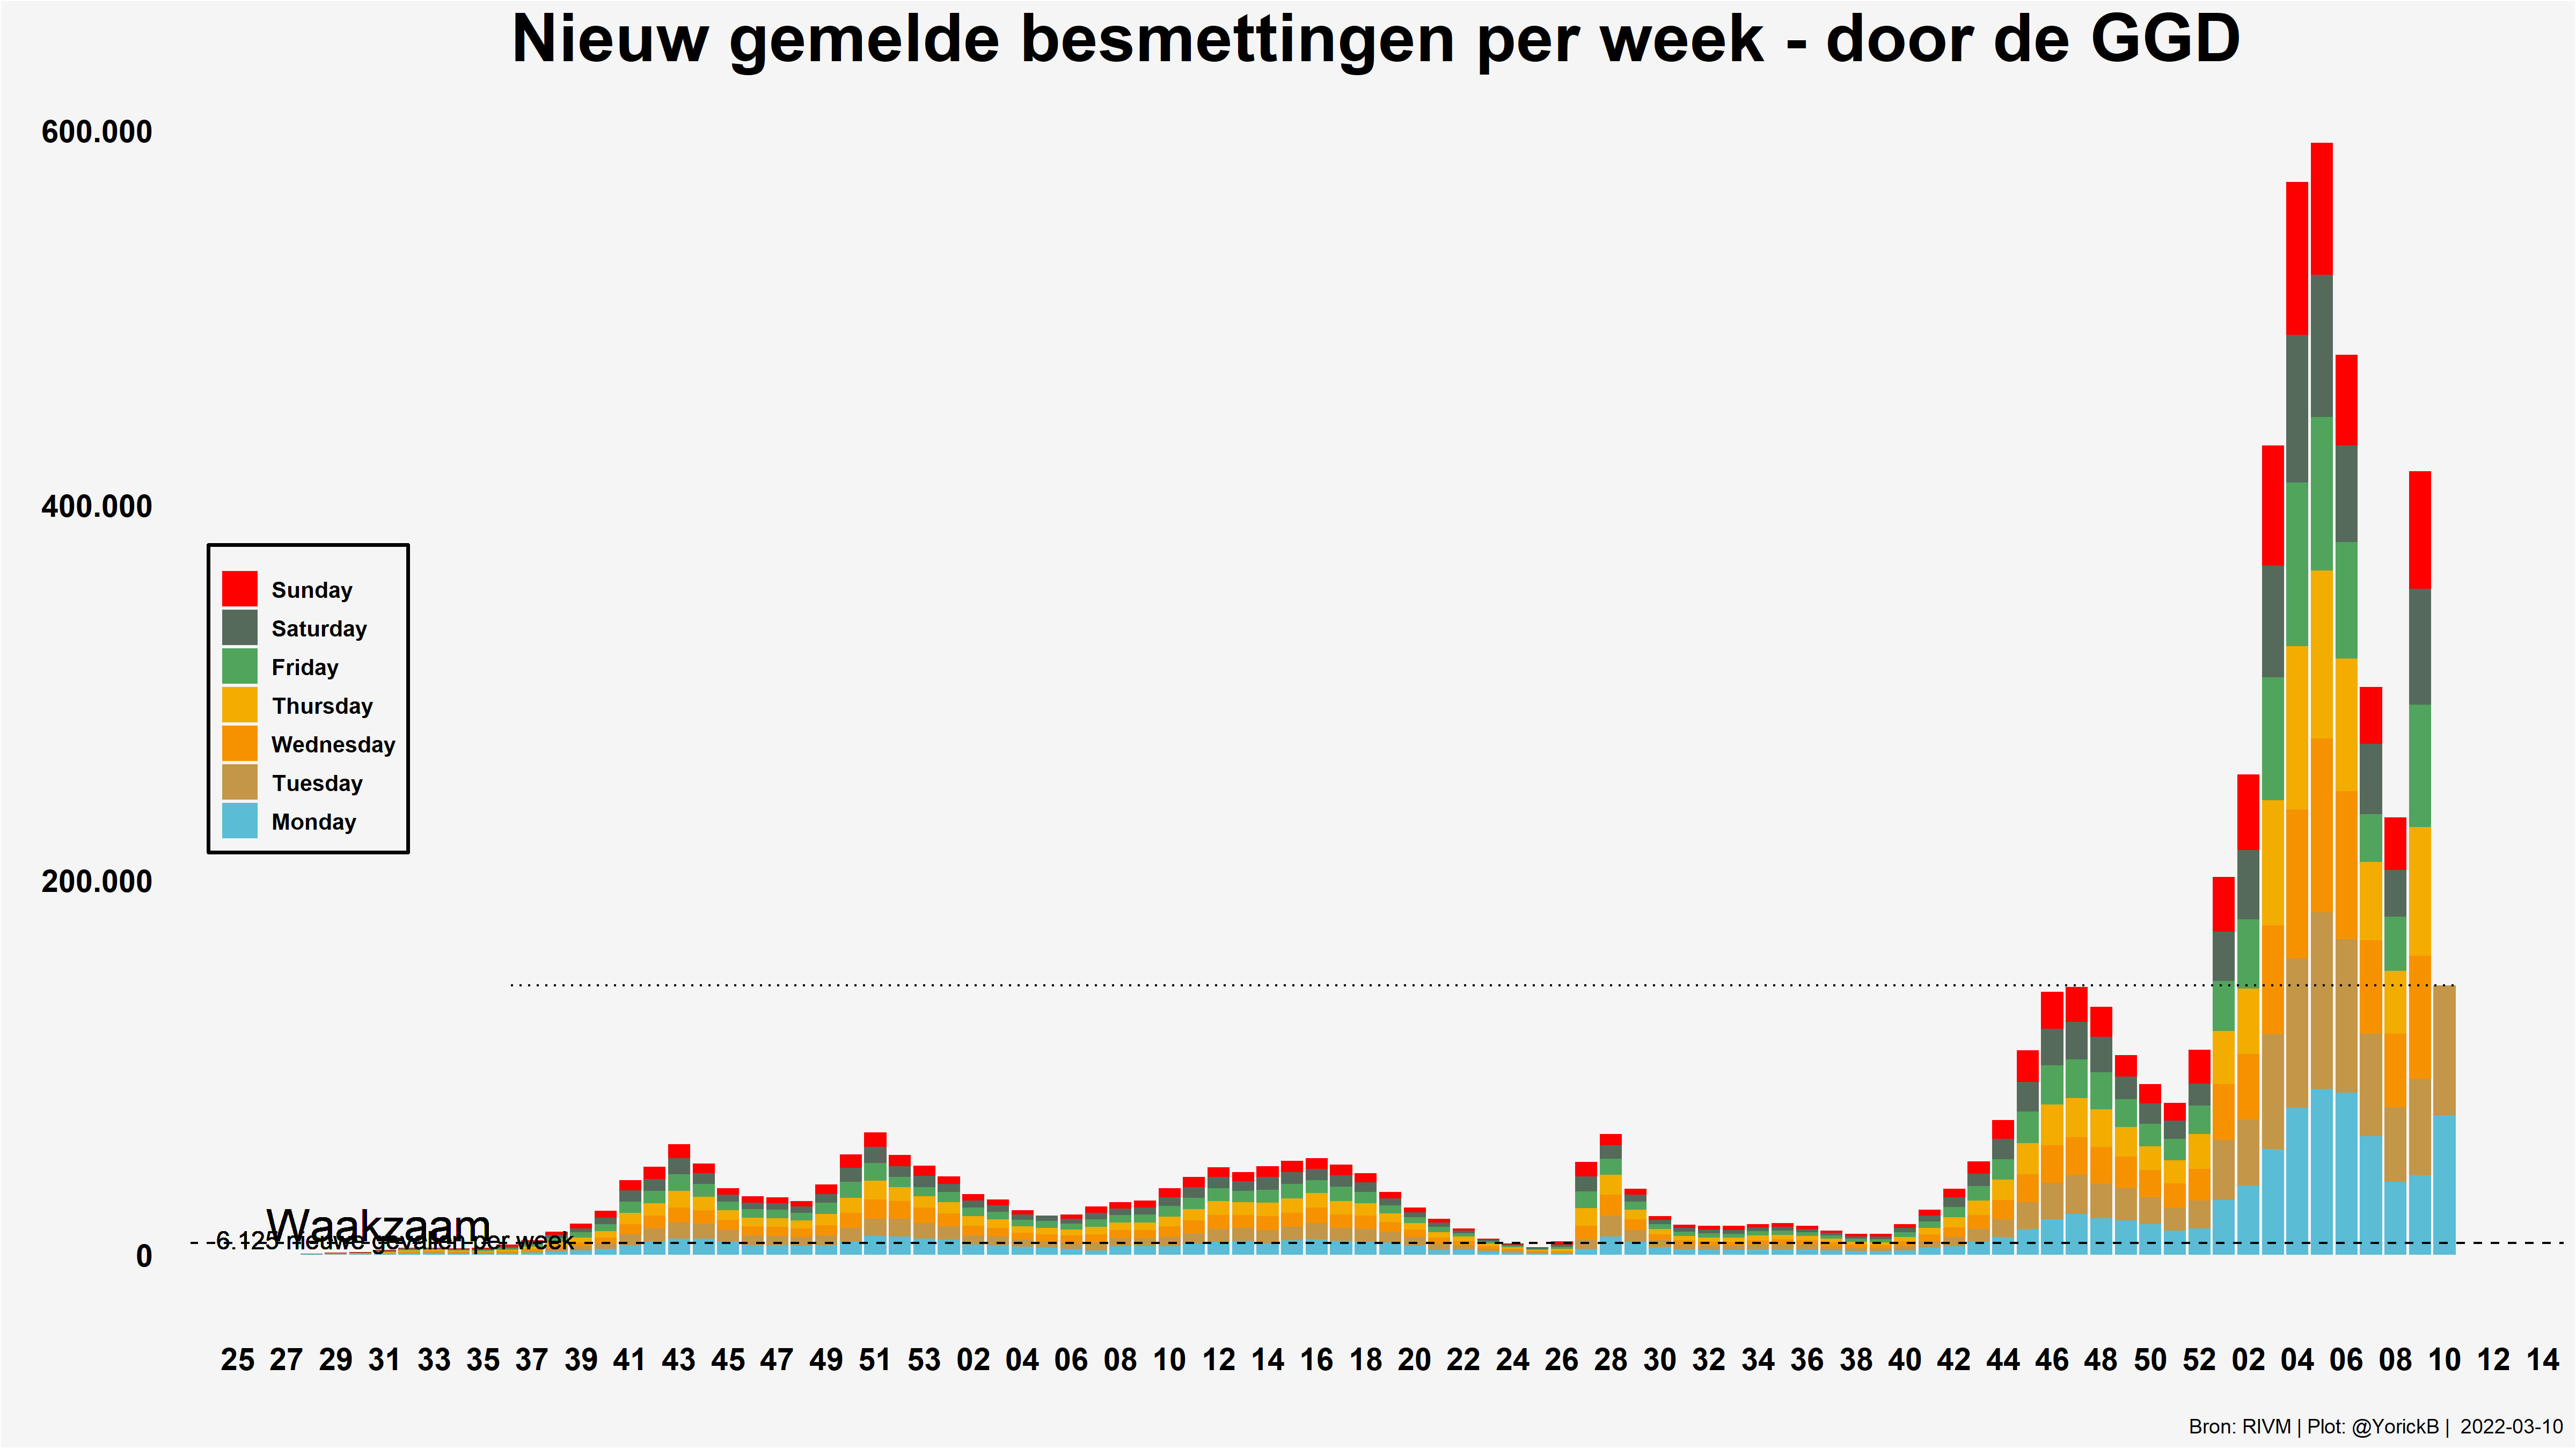 Nieuw gemelde besmettingen per week - door de GGD
600.000
400.000
200.000
0
Sunday
Saturday
Friday
Thursday
Wednesday
Tuesday
Monday
Waakzaam
6.125 nieuwe gevallen per week
25 27 29 31 33 35 37 39 41 43 45 47 49 51 53 02 04 06 08 10 12 14 16 18 20 22 24 26 28 30 32 34 36 38 40 42 44 46 48 50 52 02 04 06 08 10 12 14
Bron: RIVM | Plot: @YorickB | 2022-03-10